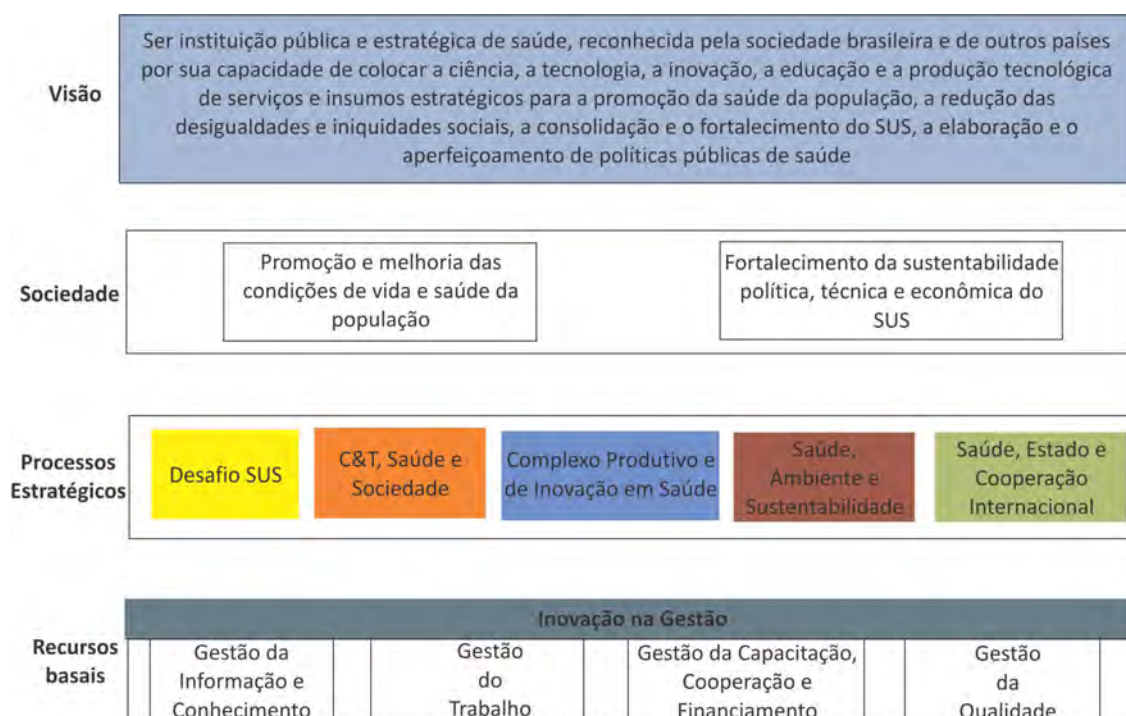 Visão
Ser instituição pública e estratégica de saúde, reconhecida pela sociedade brasileira e de outros países
por sua capacidade de colocar a ciência, a tecnologia, a inovação, a educação e a produção tecnológica
de serviços e insumos estratégicos para a promoção da saúde da população, a redução das
desigualdades e iniquidades sociais, a consolidação e o fortalecimento do SUS, a elaboração e o
aperfeiçoamento de políticas públicas de saúde
Sociedade
Promoção e melhoria das
condições de vida e saúde da
população
Fortalecimento da sustentabilidade
política, técnica e econômica do
SUS
Processos
Estratégicos
Desafio SUS
C&T, Saúde e
Sociedade
Complexo Produtivo e
de Inovação em Saúde
Saúde,
Ambiente e
Sustentabilidade
Saúde, Estado e
Cooperação
Internacional
Recursos
basais
Inovação na Gestão
Gestão da
Informação e
Conhecimento
Gestão
do
Trabalho
Gestão da Capacitação,
Cooperação e
Financiamento
Gestão
da
Qualidade